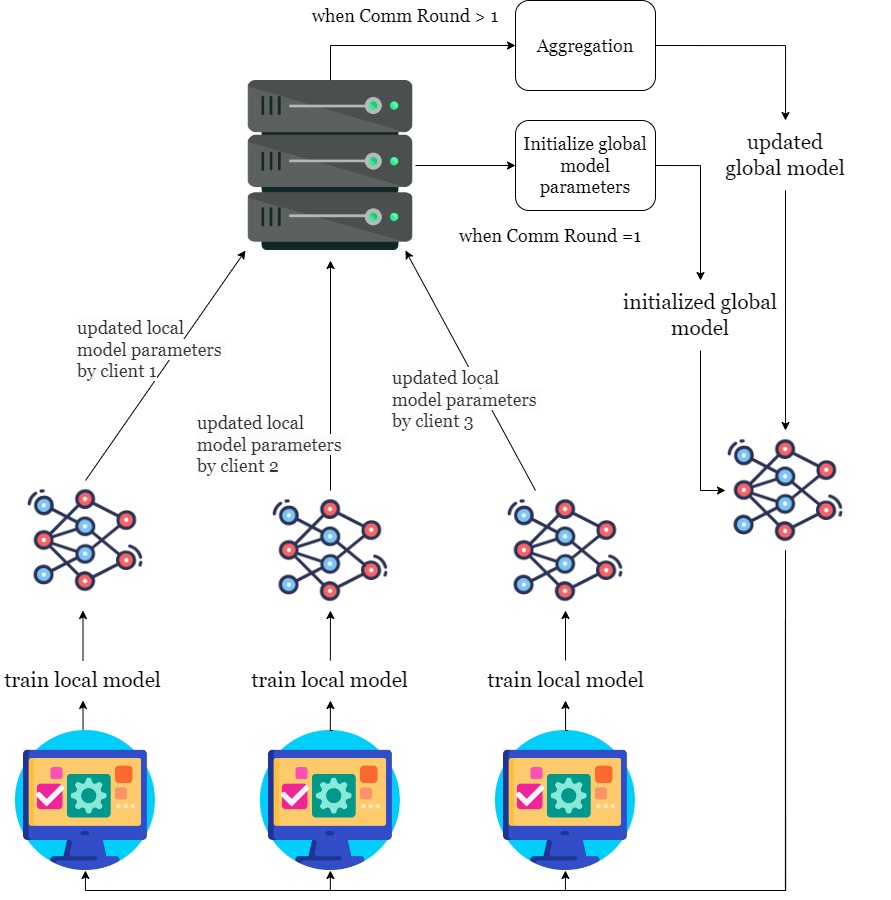 when Comm Round > 1
Aggregation
Initialize global
model
parameters
updated
global model
when Comm Round =1
initialized global
model
updated local
model parameters
by client 1
updated local
model parameters
by client 3
updated local
model parameters
by client 2
train local model
train local model
train local model